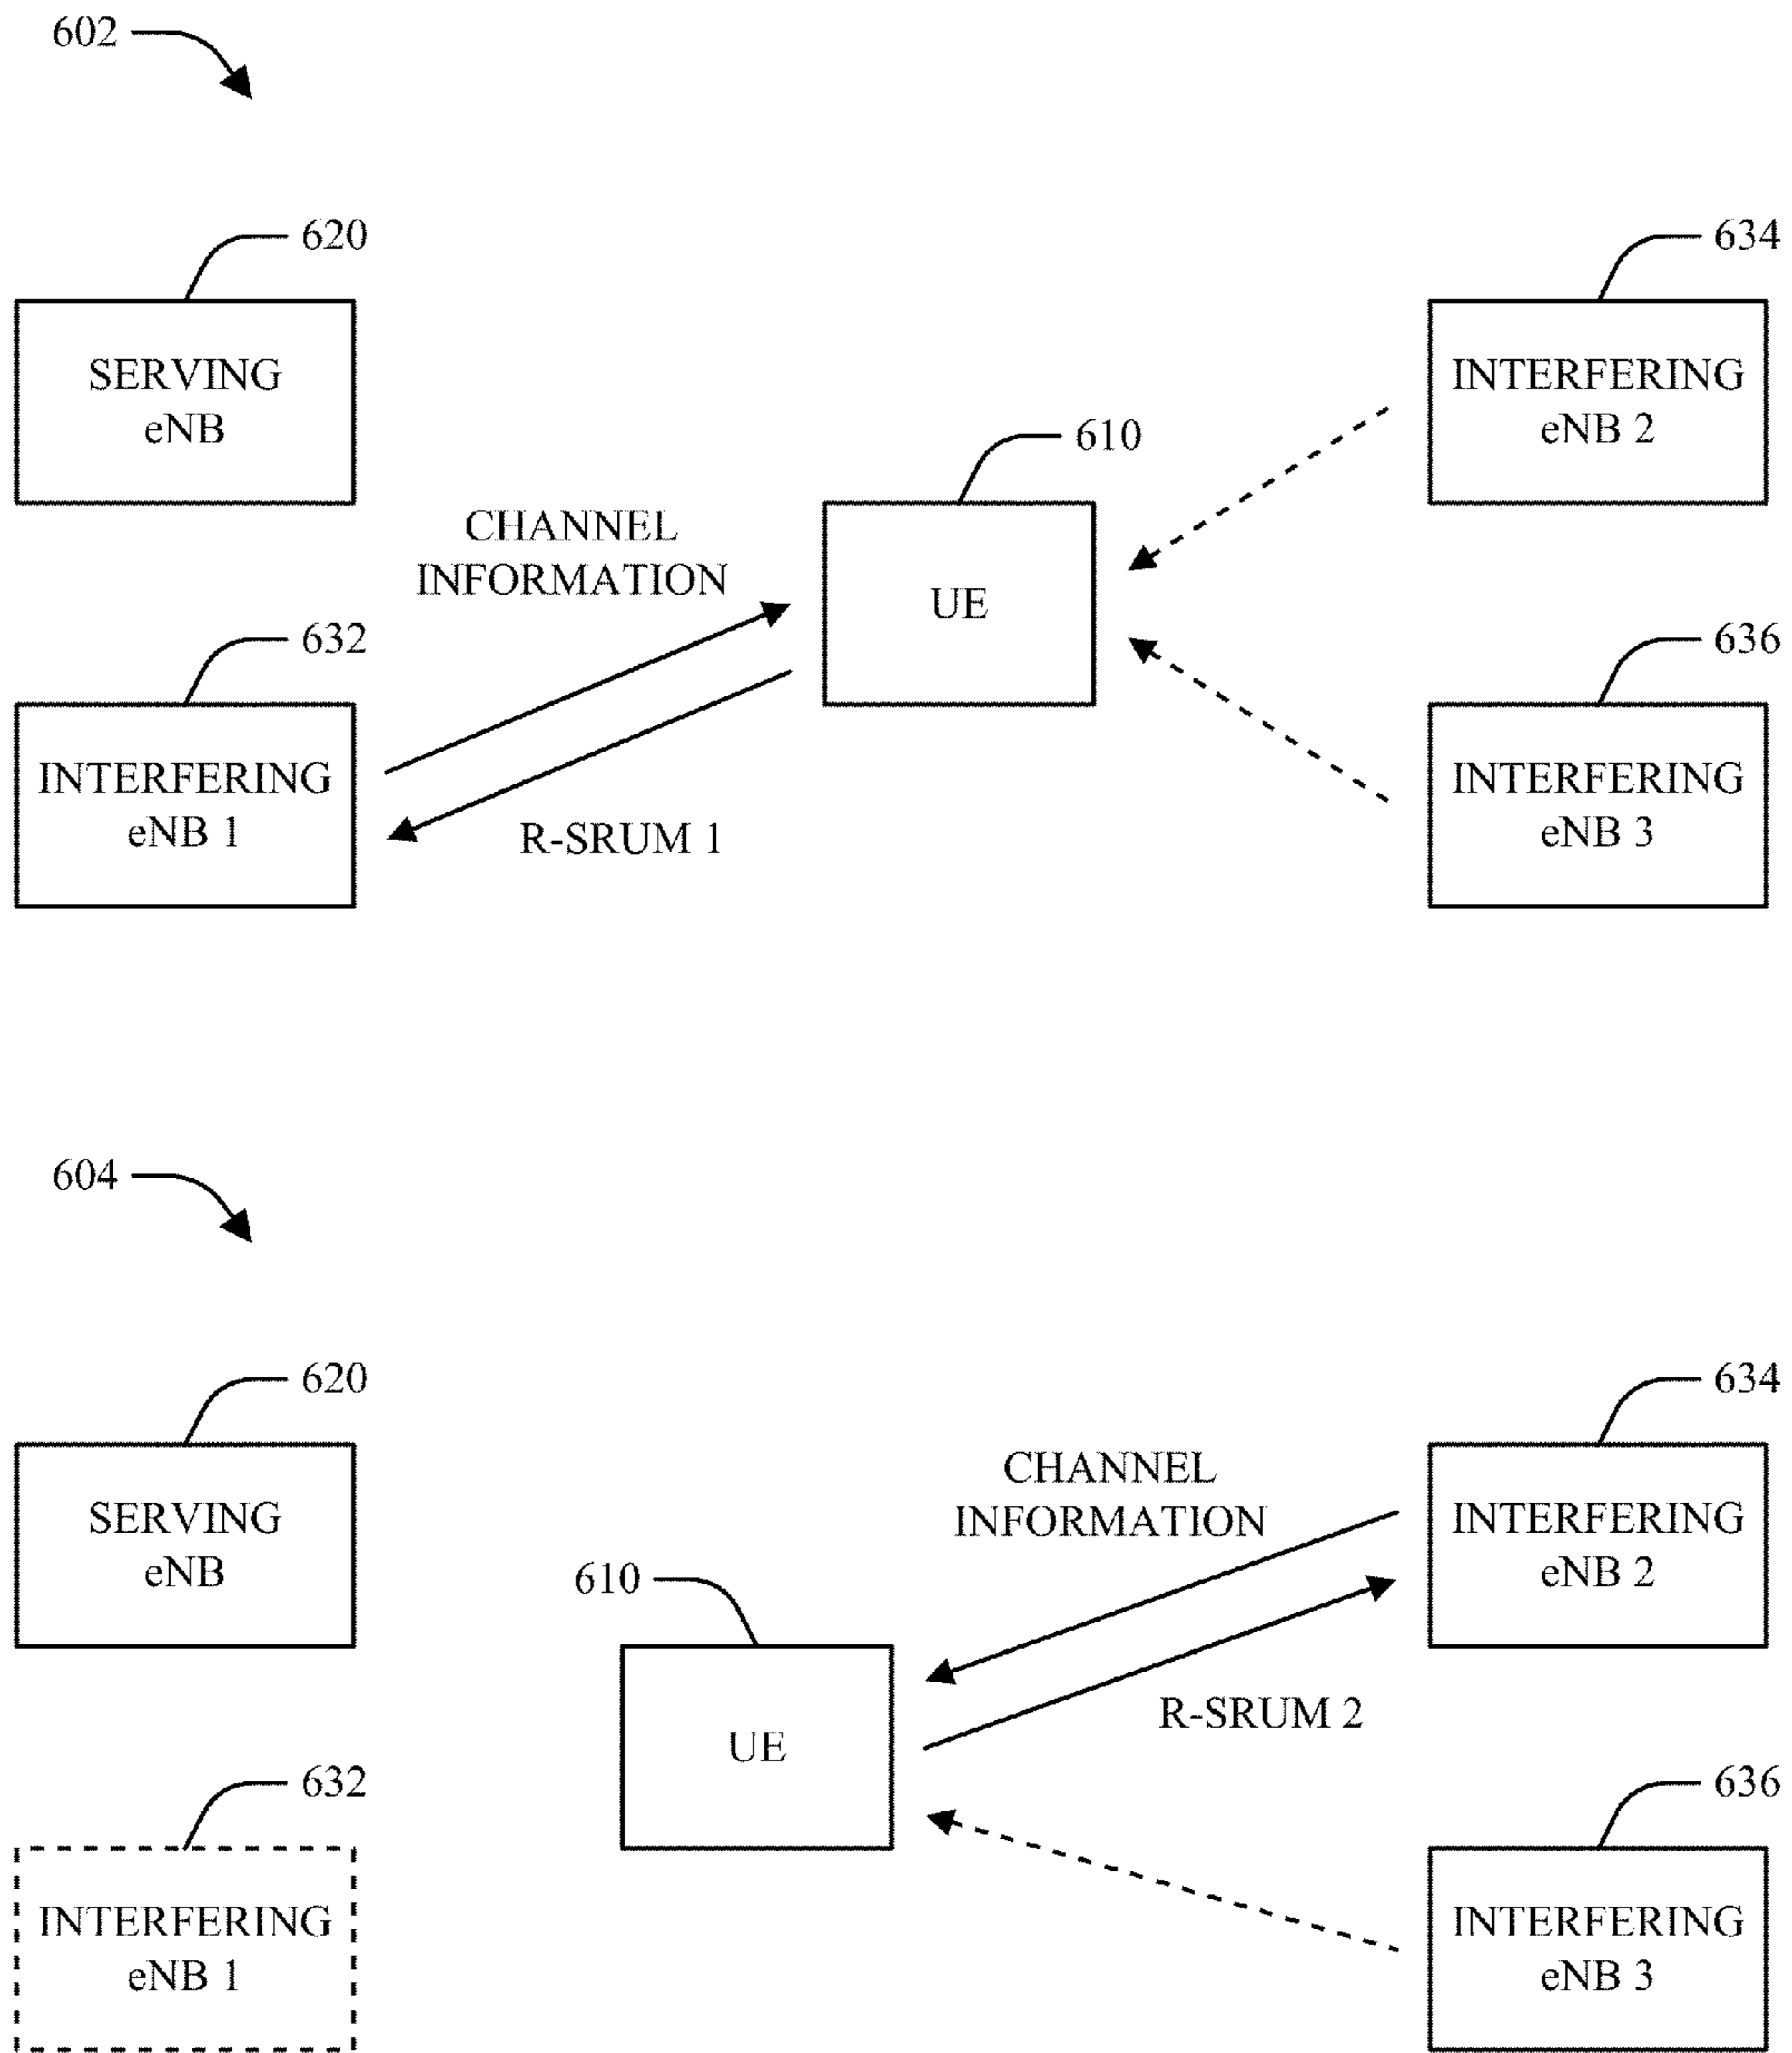 602
620
634
SERVING
eNB
INTERFERING
eNB 2
610
CHANNEL
INFORMATION
UE
632
636
INTERFERING
eNB 1
R-SRUM 1
INTERFERING
eNB 3
604
620
634
SERVING
eNB
CHANNEL
INFORMATION
INTERFERING
eNB 2
610
UE
R-SRUM 2
632
636
INTERFERING
eNB 1
INTERFERING
eNB 3